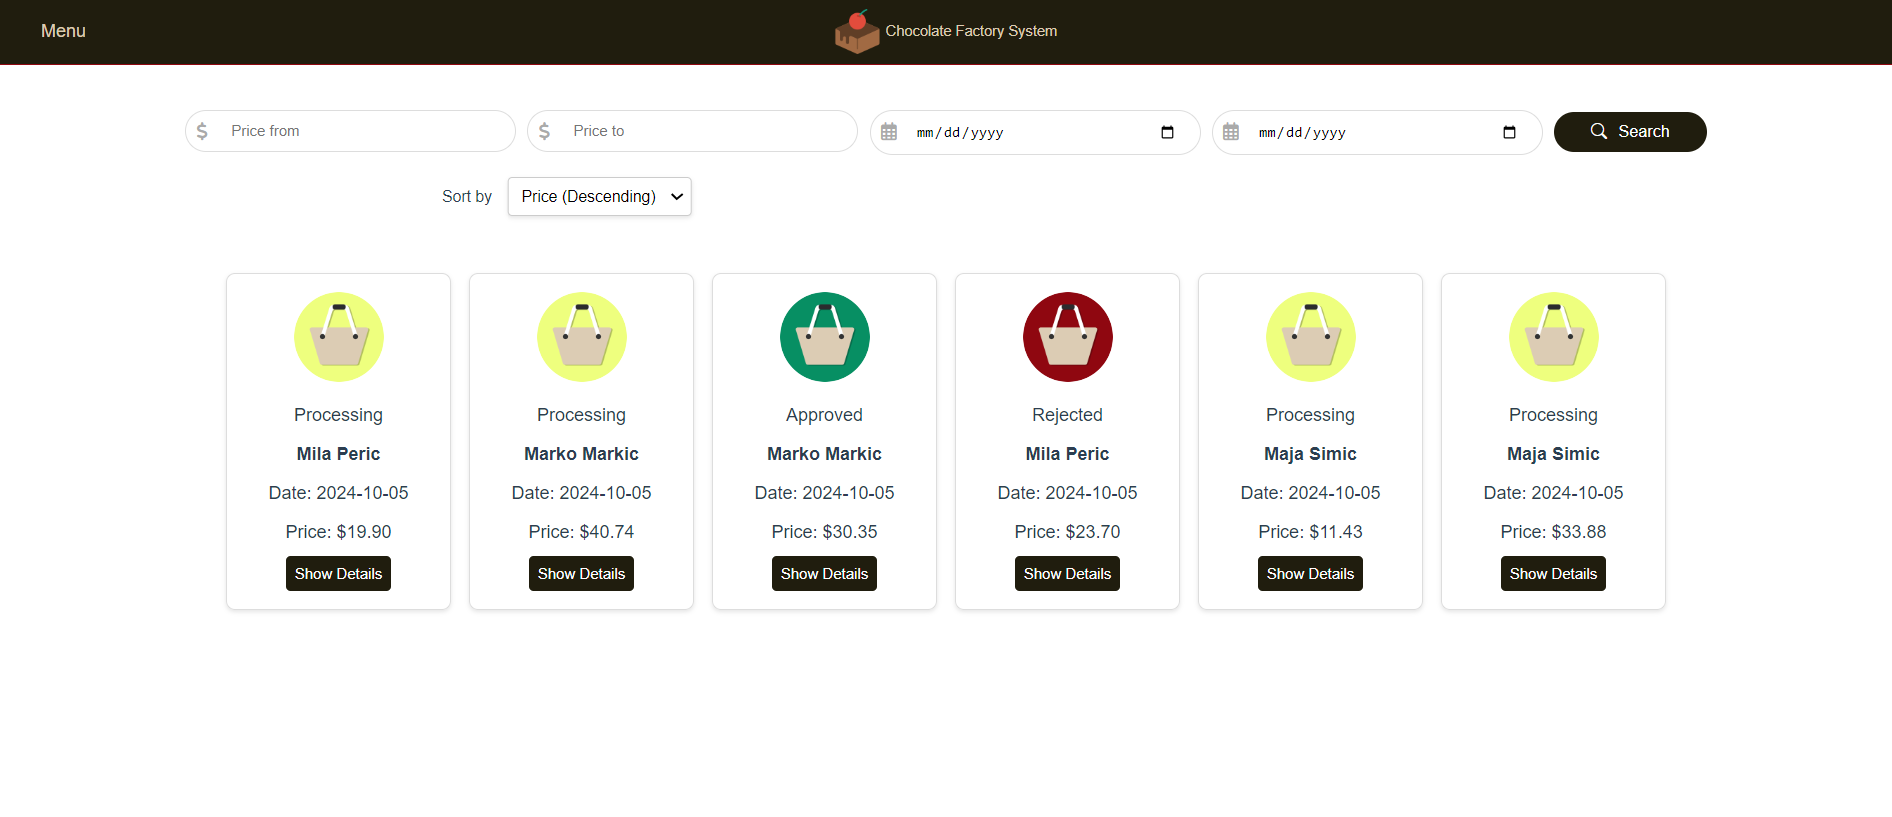 Menu
Chocolate Factory System
$ Price from
$ Price to
mm/dd/yyyy
mm/dd/yyyy
Search
Sort by Price (Descending)
Processing
Mila Peric
Date: 2024-10-05
Price: $19.90
Show Details
Processing
Marko Markic
Date: 2024-10-05
Price: $40.74
Show Details
Approved
Marko Markic
Date: 2024-10-05
Price: $30.35
Show Details
Rejected
Mila Peric
Date: 2024-10-05
Price: $23.70
Show Details
Processing
Maja Simic
Date: 2024-10-05
Price: $11.43
Show Details
Processing
Maja Simic
Date: 2024-10-05
Price: $33.88
Show Details